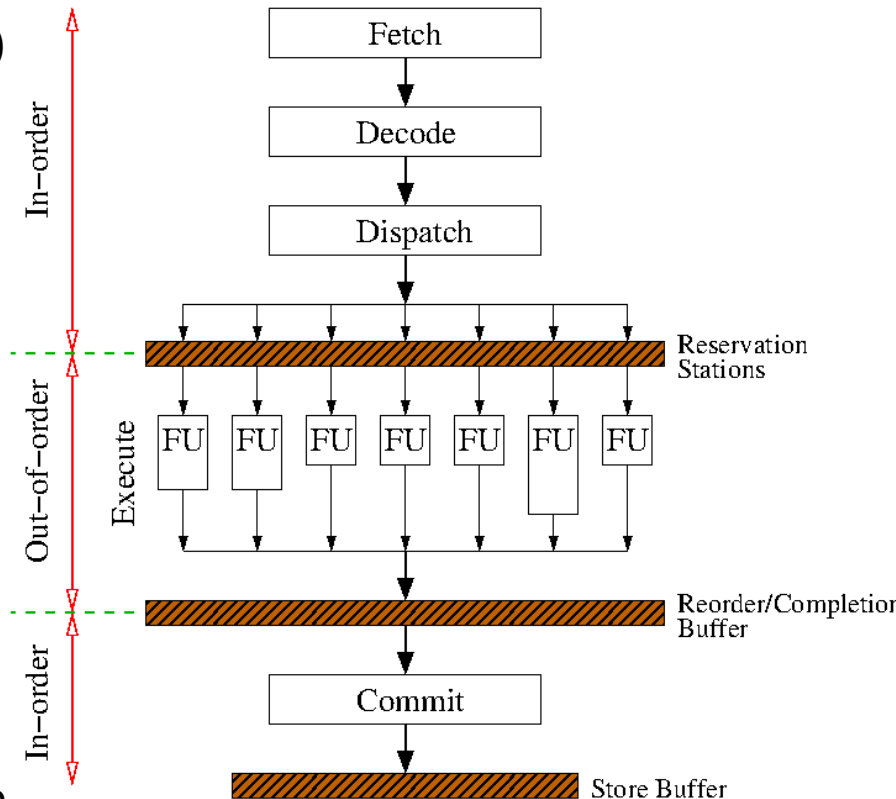 Fetch
Decode
Dispatch
In-order
Reservation
Stations
Out-of-order
Execute
FU FU FU FU FU FU FU
Reorder/Completion
Buffer
In-order
Commit
Store Buffer